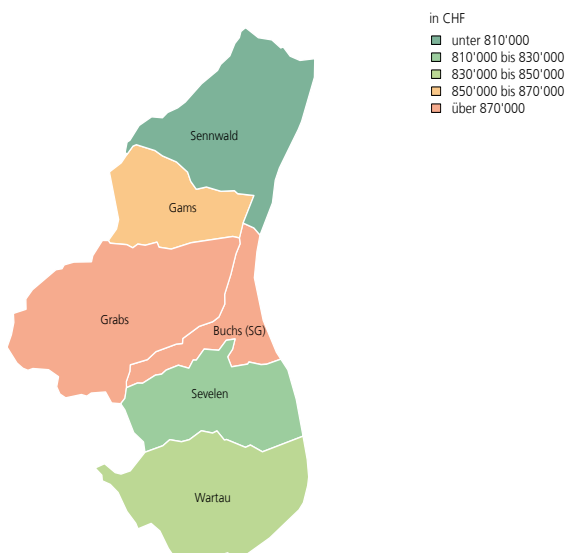 in CHF
unter 810'000
810'000 bis 830'000
830'000 bis 850'000
850'000 bis 870'000
über 870'000
Sennwald
Gams
Grabs
Buchs (SG)
Sevelen
Wartau